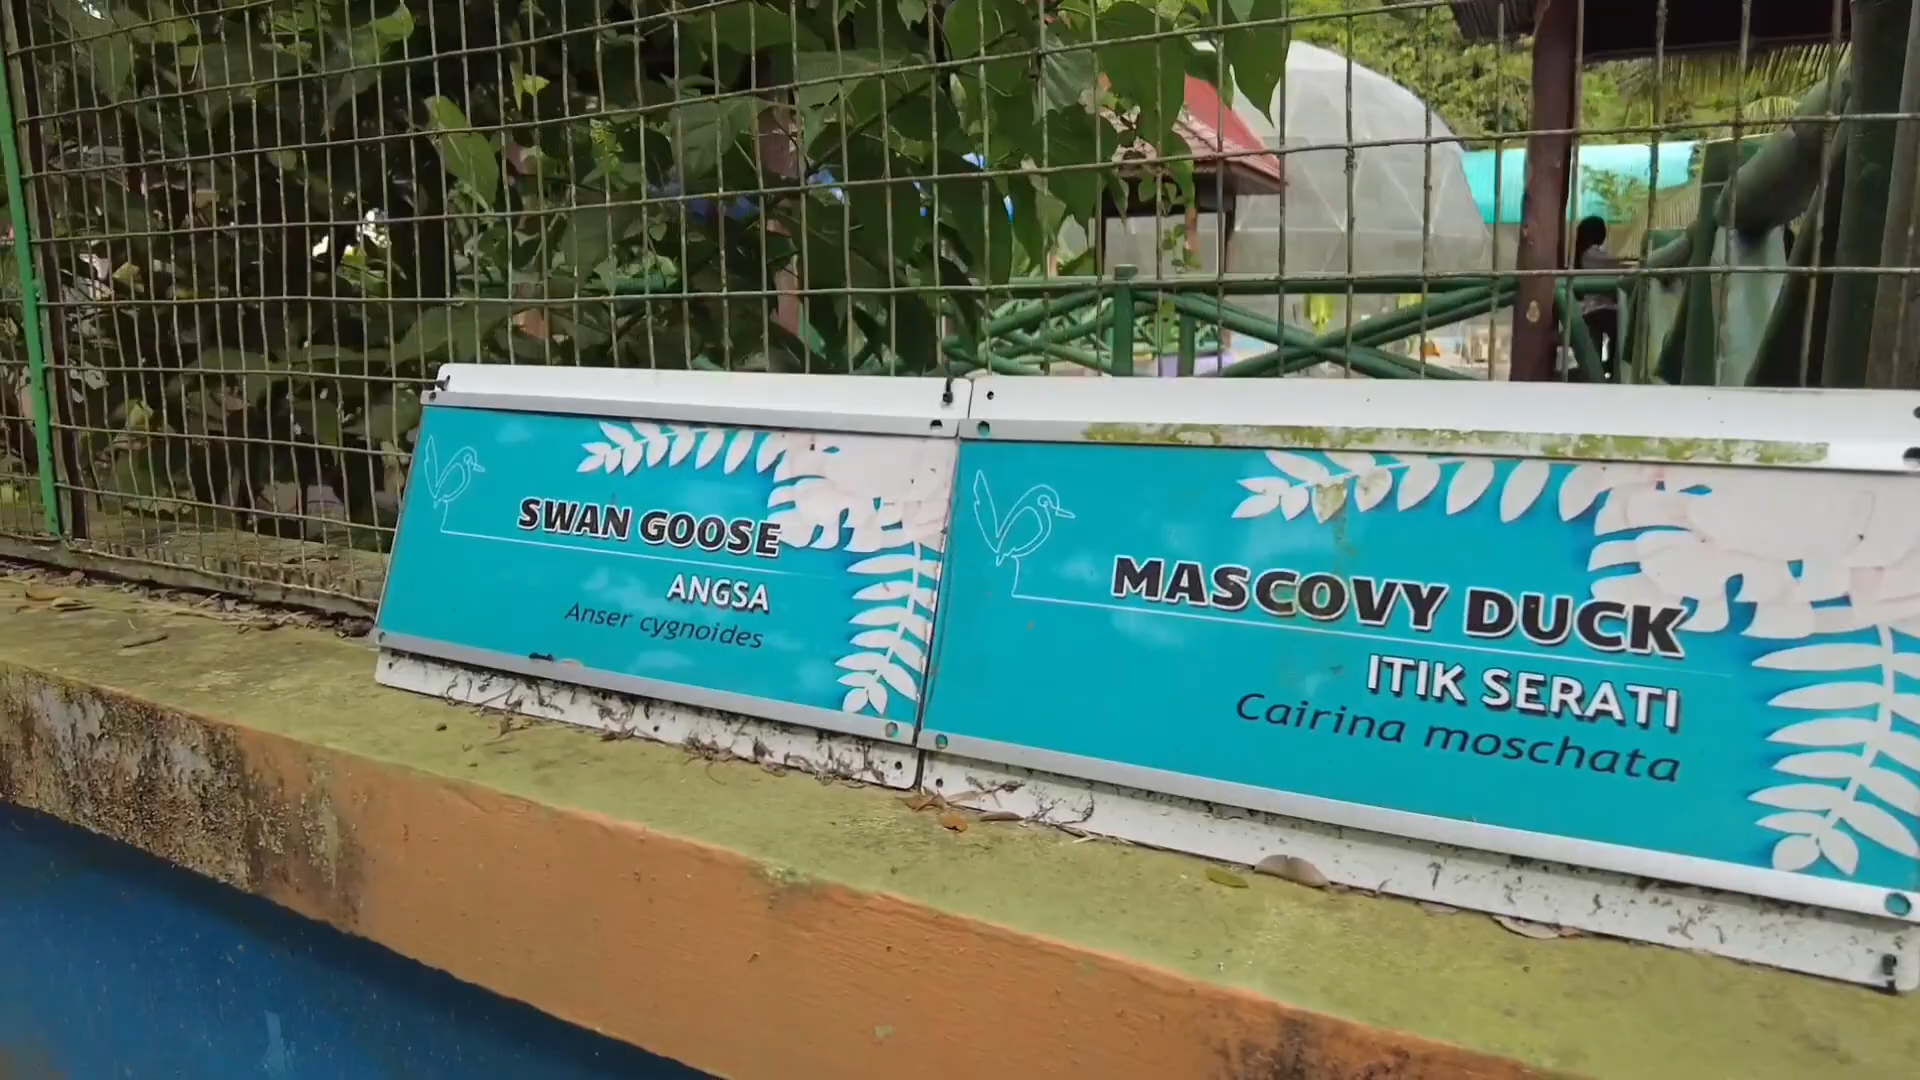 SWAN GOOSE
ANGSA
Anser cygnoides
MASCOVY DUCK
ITIK SERATI
Cairina moschata